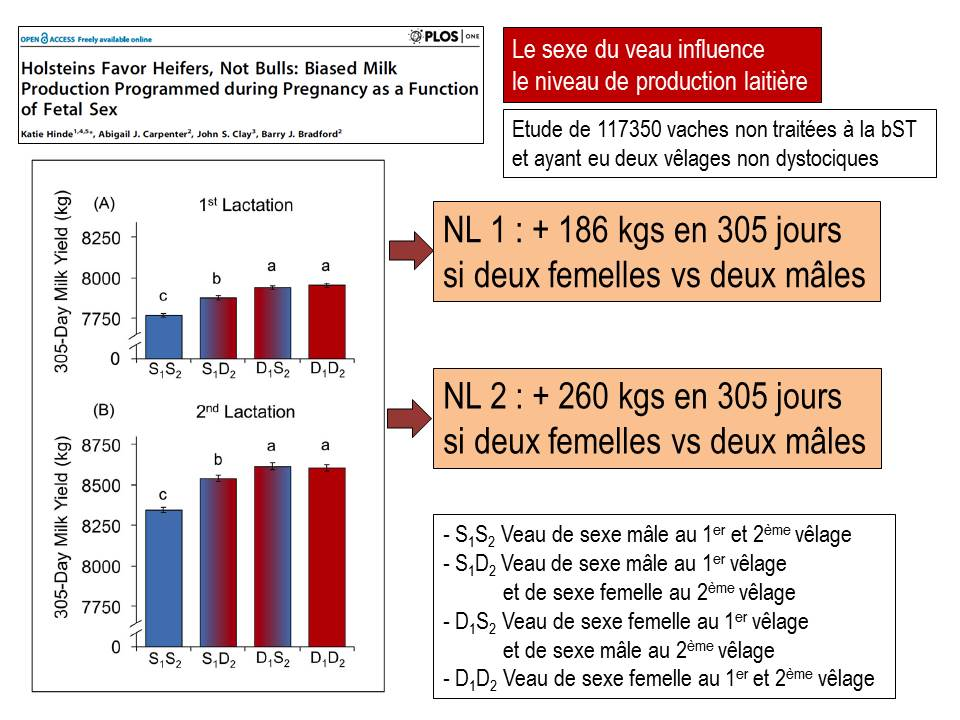 OPEN ACCESS Freely available online
PLOS ONE
Holsteins Favor Heifers, Not Bulls: Biased Milk
Production Programmed during Pregnancy as a Function
of Fetal Sex
Katie Hinde1,4,5*, Abigail J. Carpenter2, John S. Clay3, Barry J. Bradford2
Le sexe du veau influence
le niveau de production laitière
Etude de 117350 vaches non traitées à la bST
et ayant eu deux vêlages non dystociques
(A)
1st Lactation
305-Day Milk Yield (kg)
8250
8000
7750
0
c
b
a
a
S1S2
S1D2
D1S2
D1D2
(B)
2nd Lactation
305-Day Milk Yield (kg)
8750
8500
8250
8000
7750
0
c
b
a
a
S1S2
S1D2
D1S2
D1D2
NL 1 : + 186 kgs en 305 jours
si deux femelles vs deux mâles
NL 2 : + 260 kgs en 305 jours
si deux femelles vs deux mâles
- S1S2 Veau de sexe mâle au 1er et 2ème vêlage
- S1D2 Veau de sexe mâle au 1er vêlage
et de sexe femelle au 2ème vêlage
- D1S2 Veau de sexe femelle au 1er vêlage
et de sexe mâle au 2ème vêlage
- D1D2 Veau de sexe femelle au 1er et 2ème vêlage